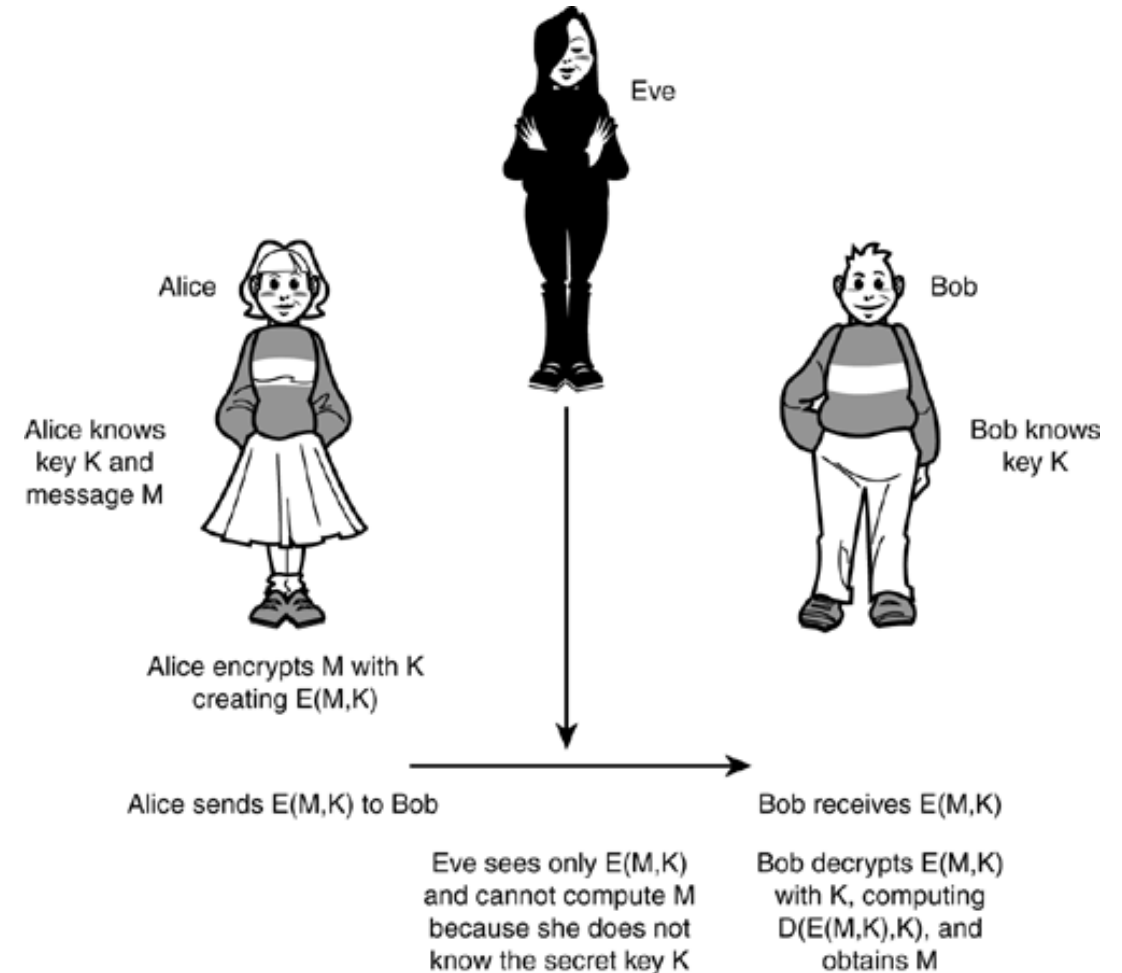 Eve
Alice
Bob
Alice knows
key K and
message M
Bob knows
key K
Alice encrypts M with K
creating E(M,K)
Alice sends E(M,K) to Bob
Bob receives E(M,K)
Eve sees only E(M,K)
and cannot compute M
because she does not
know the secret key K
Bob decrypts E(M,K)
with K, computing
D(E(M,K),K), and
obtains M